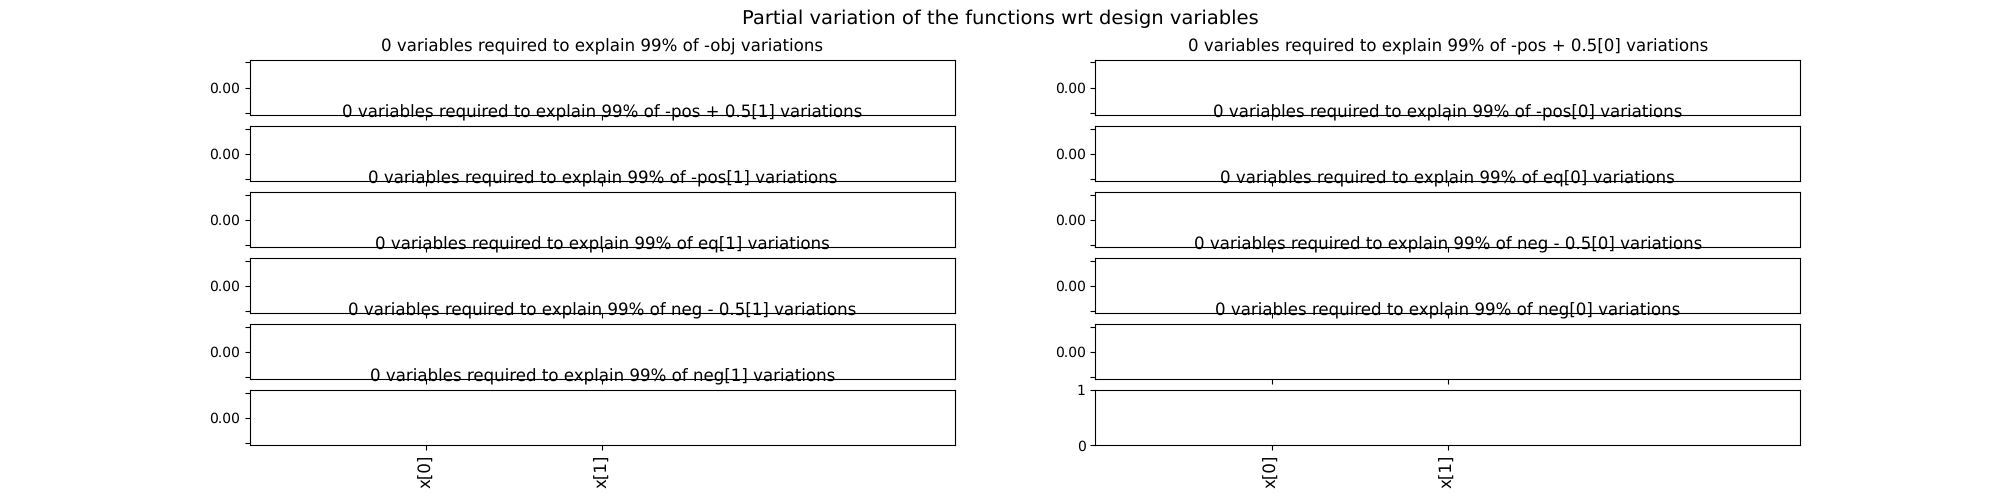 Partial variation of the functions wrt design variables
0 variables required to explain 99% of -obj variations
0 variables required to explain 99% of -pos + 0.5[0] variations
0.00
0.00
0 variables required to explain 99% of -pos + 0.5[1] variations
0 variables required to explain 99% of -pos[0] variations
0.00
0.00
0 variables required to explain 99% of -pos[1] variations
0 variables required to explain 99% of eq[0] variations
0.00
0.00
0 variables required to explain 99% of eq[1] variations
0 variables required to explain 99% of neg - 0.5[0] variations
0.00
0.00
0 variables required to explain 99% of neg - 0.5[1] variations
0 variables required to explain 99% of neg[0] variations
0.00
0.00
0 variables required to explain 99% of neg[1] variations
1
0.00
0
x[0]
x[1]
x[0]
x[1]